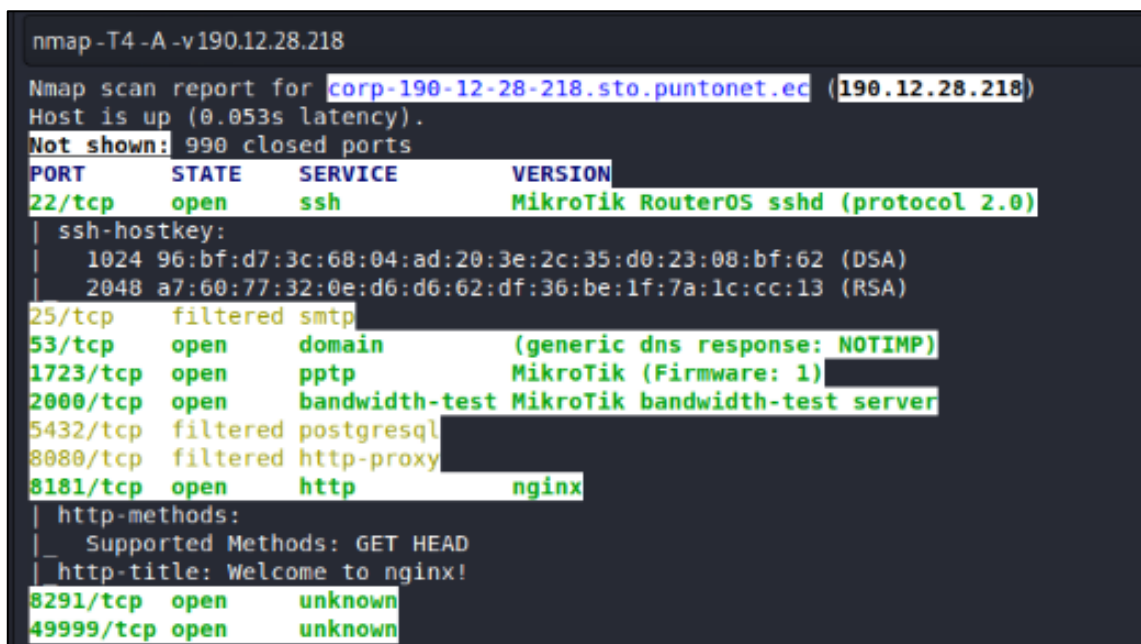 nmap -T4 -A -v 190.12.28.218
Nmap scan report for corp-190-12-28-218.sto.puntonet.ec (190.12.28.218)
Host is up (0.053s latency).
Not shown: 990 closed ports
PORT STATE SERVICE VERSION
22/tcp open ssh MikroTik RouterOS sshd (protocol 2.0)
| ssh-hostkey:
| 1024 96:bf:d7:3c:68:04:ad:20:3e:2c:35:d0:23:08:bf:62 (DSA)
|_ 2048 a7:60:77:32:0e:d6:d6:62:df:36:be:1f:7a:1c:cc:13 (RSA)
25/tcp filtered smtp
53/tcp open domain (generic dns response: NOTIMP)
1723/tcp open pptp MikroTik (Firmware: 1)
2000/tcp open bandwidth-test MikroTik bandwidth-test server
5432/tcp filtered postgresql
8080/tcp filtered http-proxy
8181/tcp open http nginx
| http-methods:
|_ Supported Methods: GET HEAD
|_http-title: Welcome to nginx!
8291/tcp open unknown
49999/tcp open unknown